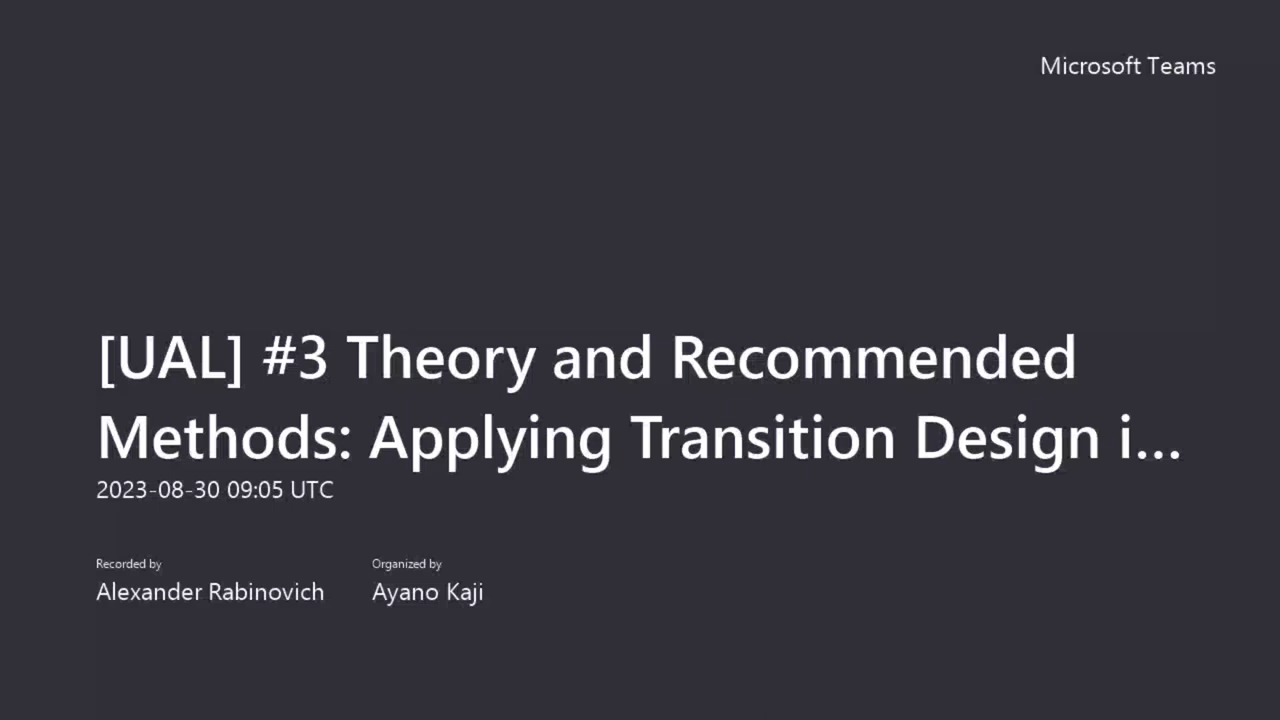 Microsoft Teams
[UAL] #3 Theory and Recommended
Methods: Applying Transition Design i...
2023-08-30 09:05 UTC
Recorded by
Organized by
Alexander Rabinovich
Ayano Kaji